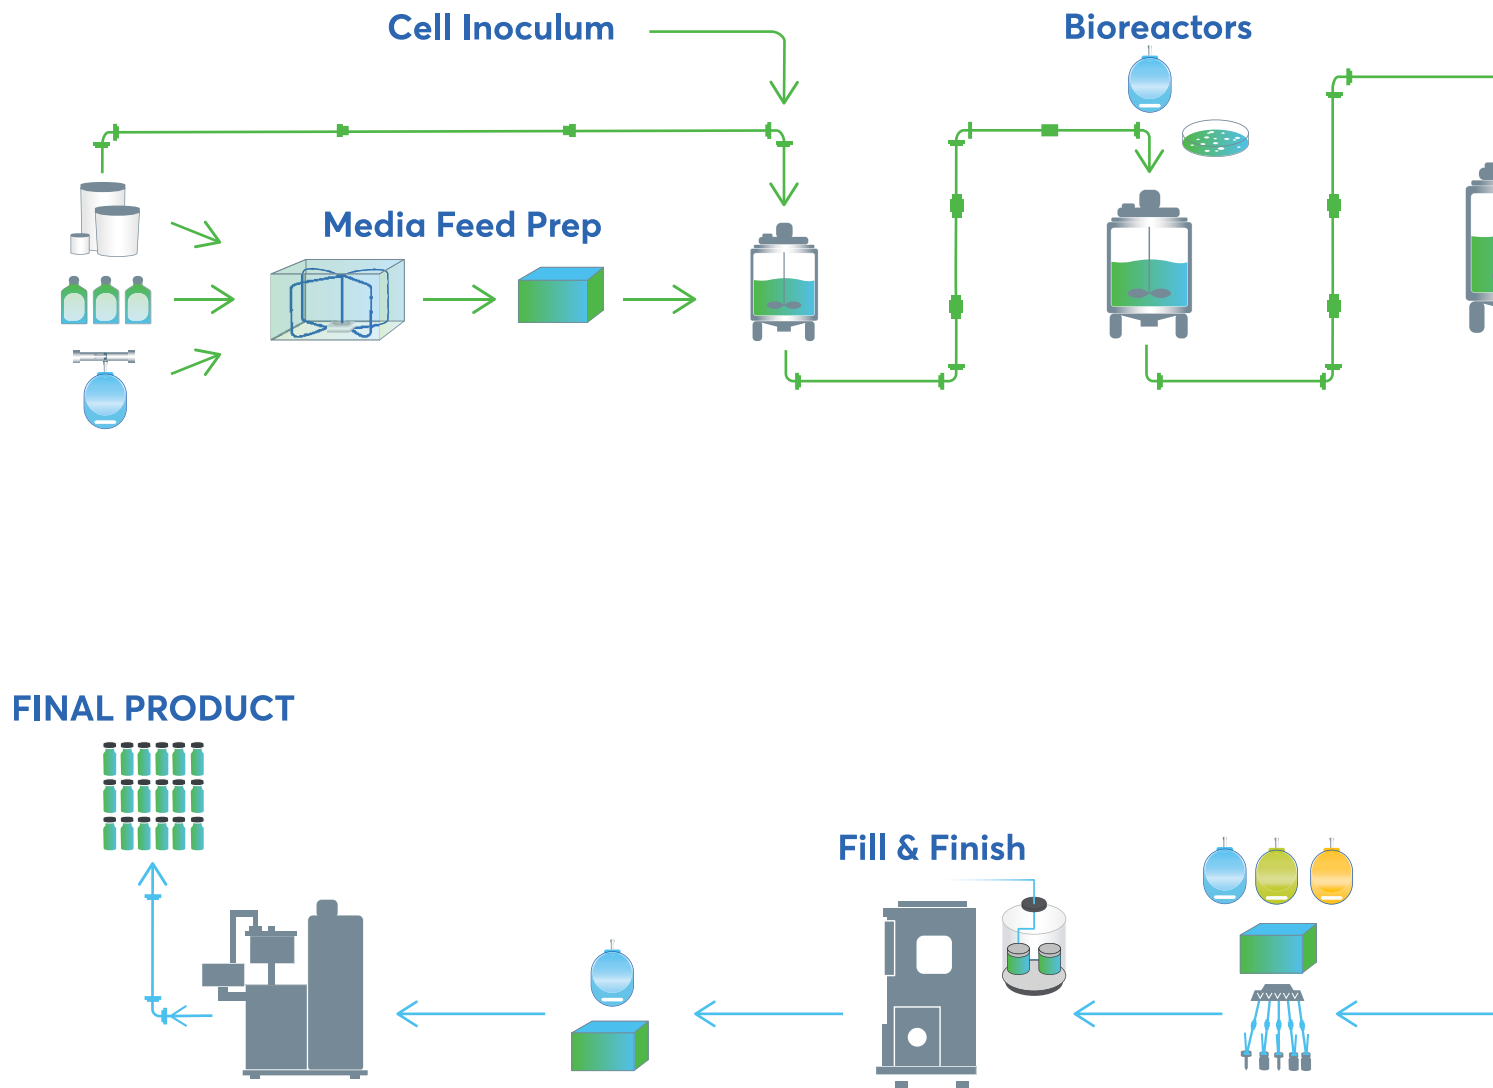 Cell Inoculum
Bioreactors
Media Feed Prep
FINAL PRODUCT
Fill & Finish